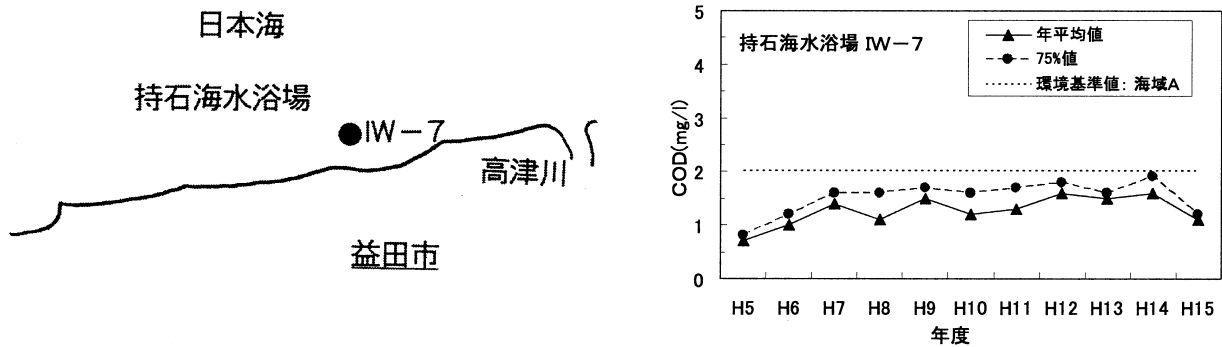 日本海
持石海水浴場
IW－7
高津川
益田市
持石海水浴場 IW－7
年平均値
75%値
環境基準値: 海域A
COD(mg/l)
5
4
3
2
1
0
H5 H6 H7 H8 H9 H10 H11 H12 H13 H14 H15
年度